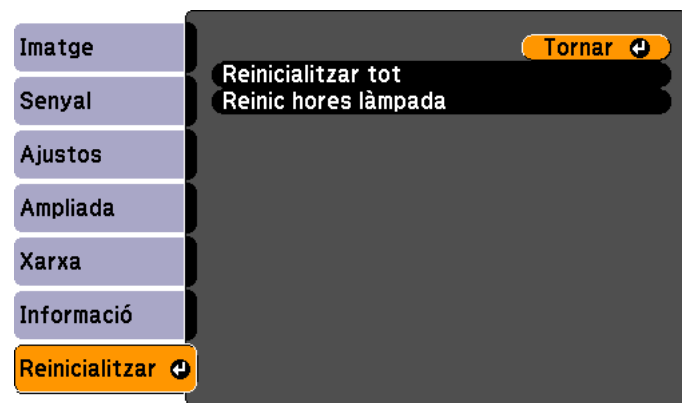 Imatge
Senyal
Ajustos
Ampliada
Xarxa
Informació
Reinicialitzar
Tornar
Reinicialitzar tot
Reinic hores làmpada